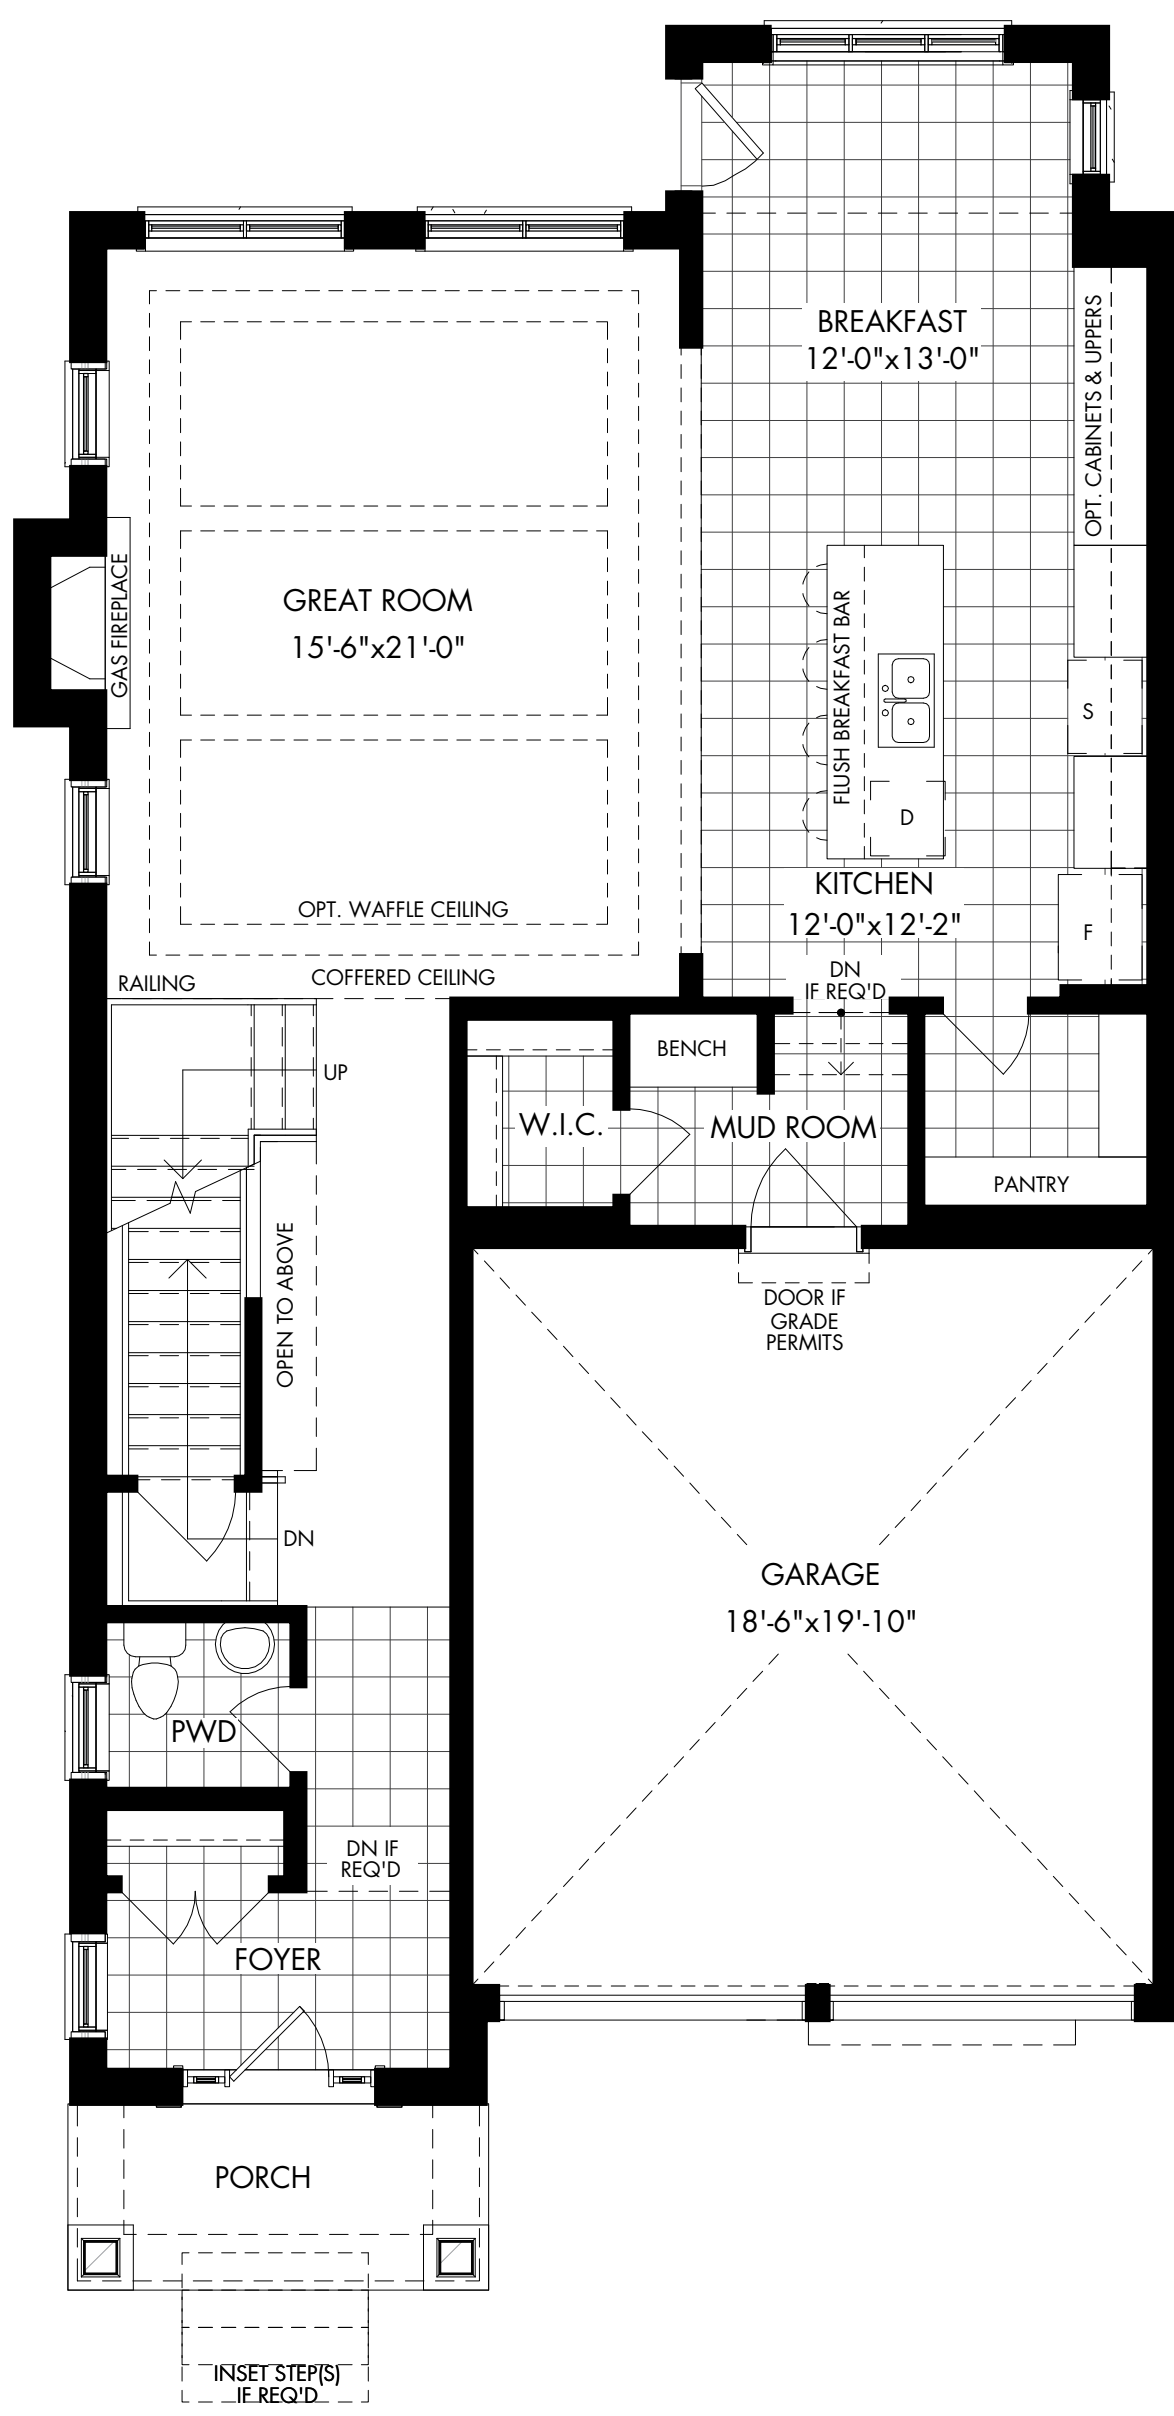 BREAKFAST
12'-0"x13'-0"
OPT. CABINETS & UPPERS
GAS FIREPLACE
GREAT ROOM
15'-6"x21'-0"
FLUSH BREAKFAST BAR
S
D
KITCHEN
12'-0"x12'-2"
F
OPT. WAFFLE CEILING
COFFERED CEILING
RAILING
DN
IF REQ'D
UP
BENCH
W.I.C.
MUD ROOM
PANTRY
OPEN TO ABOVE
DOOR IF
GRADE
PERMITS
DN
GARAGE
18'-6"x19'-10"
PWD
DN IF
REQ'D
FOYER
PORCH
INSET STEP(S)
IF REQ'D